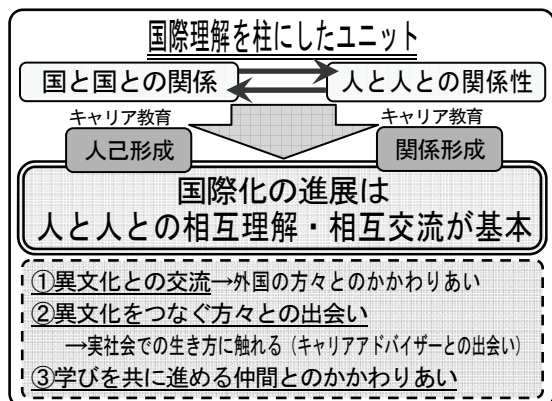 国際理解を柱にしたユニット
国と国との関係
人と人との関係性
キャリア教育
キャリア教育
人己形成
関係形成
国際化の進展は
人と人との相互理解・相互交流が基本
①異文化との交流→外国の方々とのかかわりあい
②異文化をつなぐ方々との出会い
→実社会での生き方に触れる（キャリアアドバイザーとの出会い）
③学びを共に進める仲間とのかかわりあい